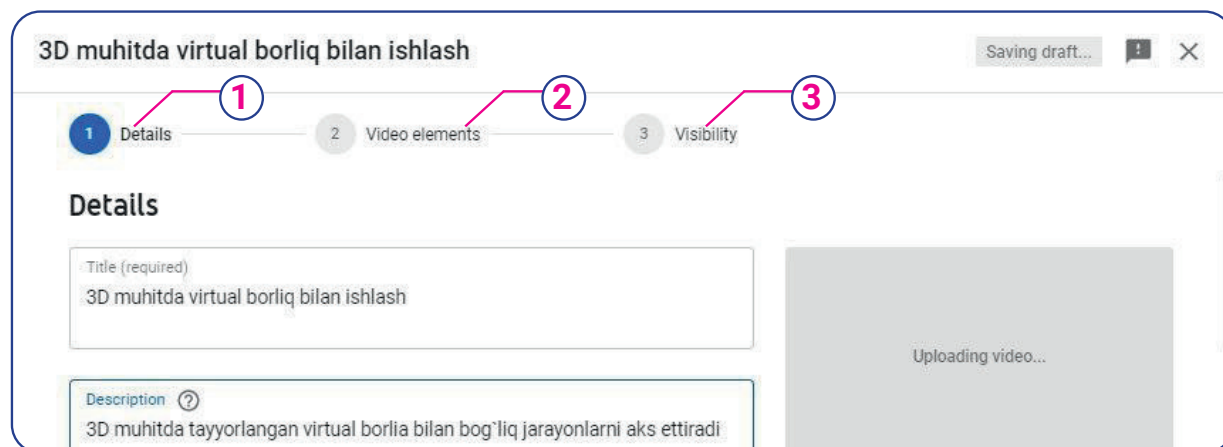 3D muhitda virtual borliq bilan ishlash
Saving draft...
1 2 3
1 Details 2 Video elements 3 Visibility
Details
Title (required)
3D muhitda virtual borliq bilan ishlash
Uploading video...
Description ?
3D muhitda tayyorlangan virtual borlia bilan bog`liq jarayonlarni aks ettiradi